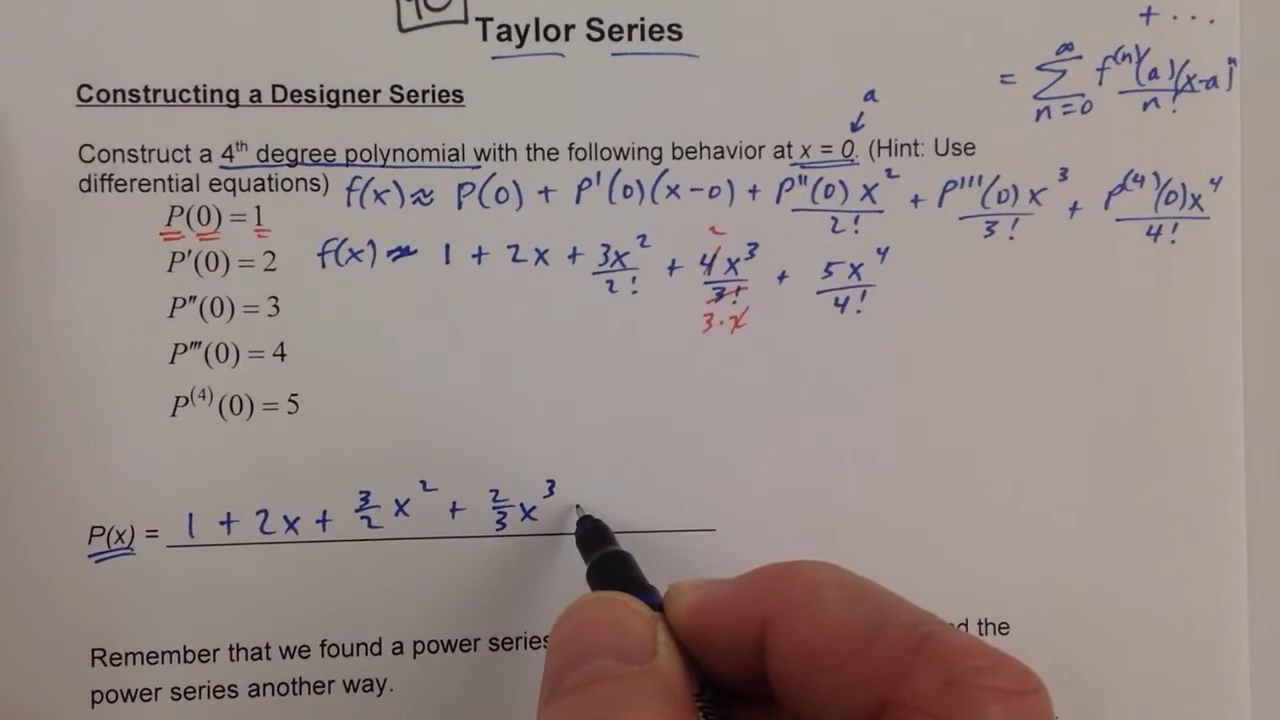 Taylor Series
+ ...
= ∑ n=0 ∞ f⁽ⁿ⁾(a)(x-a)ⁿ / n!
Constructing a Designer Series
a
Construct a 4th degree polynomial with the following behavior at x = 0. (Hint: Use
differential equations) f(x) ≈ P(0) + P'(0)(x-0) + P''(0)x²/2! + P'''(0)x³/3! + P⁽⁴⁾(0)x⁴/4!
P(0) = 1
P'(0) = 2 f(x) ≈ 1 + 2x + 3x²/2! + 4x³/3! + 5x⁴/4!
2
3·2
P''(0) = 3
P'''(0) = 4
P⁽⁴⁾(0) = 5
P(x) = 1 + 2x + 3/2 x² + 2/3 x³
Remember that we found a power series the
power series another way.